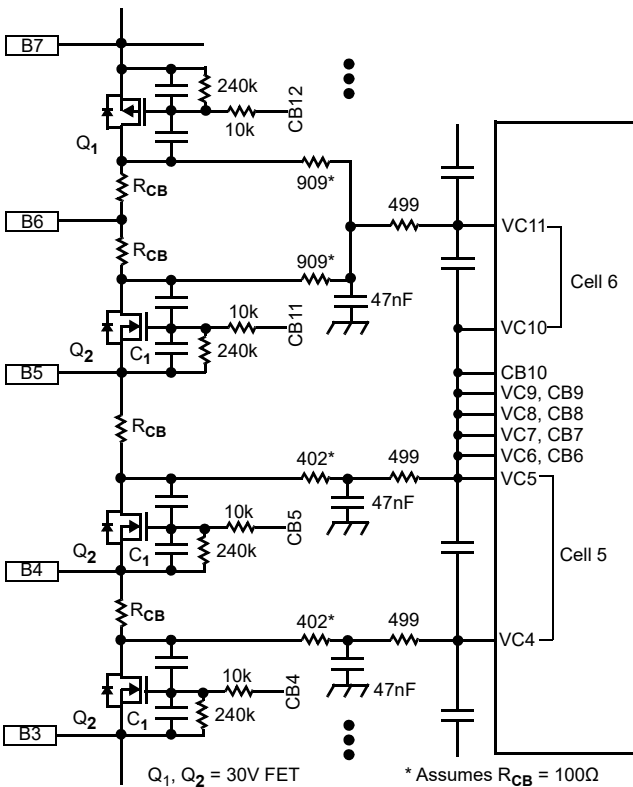 B7
240k
CB12
10k
Q1
RCB
909*
499
B6
VC11
RCB
909*
Cell 6
47nF
10k
CB11
VC10
Q2
C1
240k
B5
CB10
VC9, CB9
VC8, CB8
RCB
VC7, CB7
VC6, CB6
402*
499
VC5
47nF
10k
CB5
Q2
C1
240k
Cell 5
B4
RCB
402*
499
VC4
10k
CB4
47nF
Q2
C1
240k
B3
Q1, Q2 = 30V FET
* Assumes RCB = 100Ω